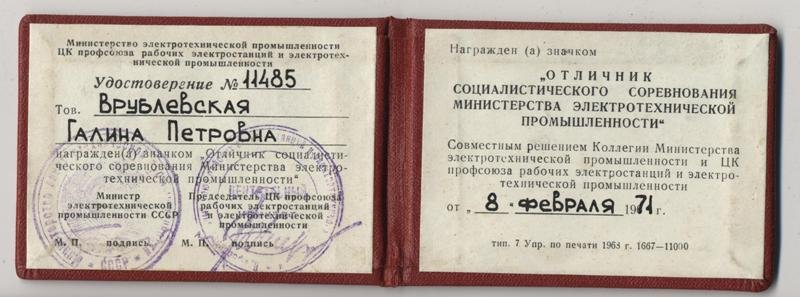 Министерство электротехнической промышленности
ЦК профсоюза рабочих электростанций и электротех-
нической промышленности
Удостоверение № 11485
Тов. Врублевская
Галина Петровна
награжден(а) значком „Отличник социалисти-
ческого соревнования Министерства электро-
технической промышленности“
Министр
электротехнической
промышленности СССР
М. П. подпись
Председатель ЦК профсоюза
рабочих электростанций
и электротехнической
промышленности
М. П. подпись
СССР
Награжден (а) значком
„ОТЛИЧНИК
СОЦИАЛИСТИЧЕСКОГО СОРЕВНОВАНИЯ
МИНИСТЕРСТВА ЭЛЕКТРОТЕХНИЧЕСКОЙ
ПРОМЫШЛЕННОСТИ“
Совместным решением Коллегии Министерства
электротехнической промышленности и ЦК
профсоюза рабочих электростанций и электро-
технической промышленности
от „ 8 “ февраля 1971 г.
тип. 7 Упр. по печати 1968 г. 1667—11000